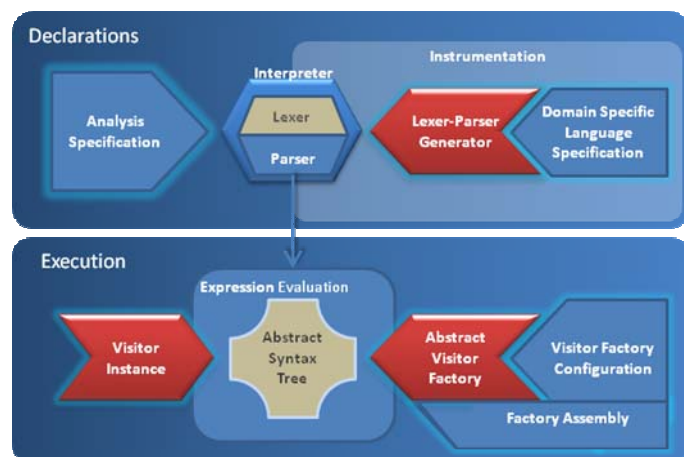 Declarations
Instrumentation
Interpreter
Analysis
Specification
Lexer
Parser
Lexer-Parser
Generator
Domain Specific
Language
Specification
Execution
Expression Evaluation
Visitor
Instance
Abstract
Syntax
Tree
Abstract
Visitor
Factory
Visitor Factory
Configuration
Factory Assembly